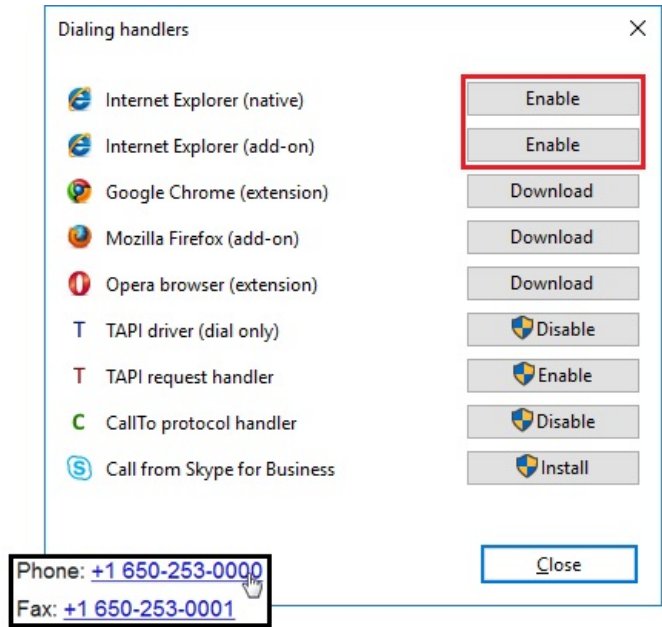 Dialing handlers
Internet Explorer (native) Enable
Internet Explorer (add-on) Enable
Google Chrome (extension) Download
Mozilla Firefox (add-on) Download
Opera browser (extension) Download
T TAPI driver (dial only) Disable
T TAPI request handler Enable
C CallTo protocol handler Disable
S Call from Skype for Business Install
Close
Phone: +1 650-253-0000
Fax: +1 650-253-0001